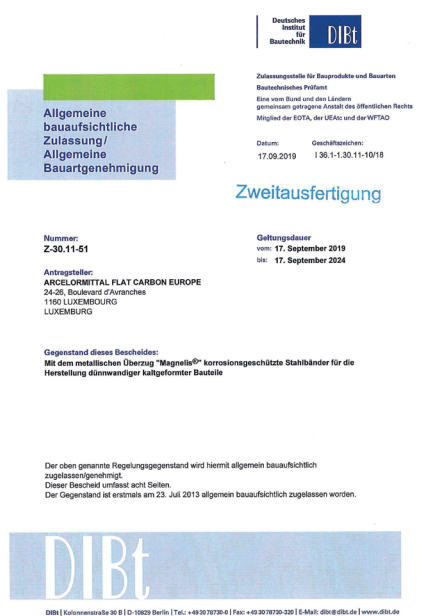 Deutsches
Institut
für
Bautechnik
DIBt
Zulassungsstelle für Bauprodukte und Bauarten
Bautechnisches Prüfamt
Eine vom Bund und den Ländern
gemeinsam getragene Anstalt des öffentlichen Rechts
Mitglied der EOTA, der UEAtc und der WFTAO
Allgemeine
bauaufsichtliche
Zulassung/
Allgemeine
Bauartgenehmigung
Datum: Geschäftszeichen:
17.09.2019 I 36.1-1.30.11-10/18
Zweitausfertigung
Nummer:
Z-30.11-51
Geltungsdauer
vom: 17. September 2019
bis: 17. September 2024
Antragsteller:
ARCELORMITTAL FLAT CARBON EUROPE
24-26, Boulevard d'Avranches
1160 LUXEMBOURG
LUXEMBURG
Gegenstand dieses Bescheides:
Mit dem metallischen Überzug "Magnelis®" korrosionsgeschützte Stahlbänder für die
Herstellung dünnwandiger kaltgeformter Bauteile
Der oben genannte Regelungsgegenstand wird hiermit allgemein bauaufsichtlich
zugelassen/genehmigt.
Dieser Bescheid umfasst acht Seiten.
Der Gegenstand ist erstmals am 23. Juli 2013 allgemein bauaufsichtlich zugelassen worden.
DIBt
DIBt | Kolonnenstraße 30 B | D-10829 Berlin | Tel.: +493078730-0 | Fax: +493078730-320 | E-Mail: dibt@dibt.de | www.dibt.de